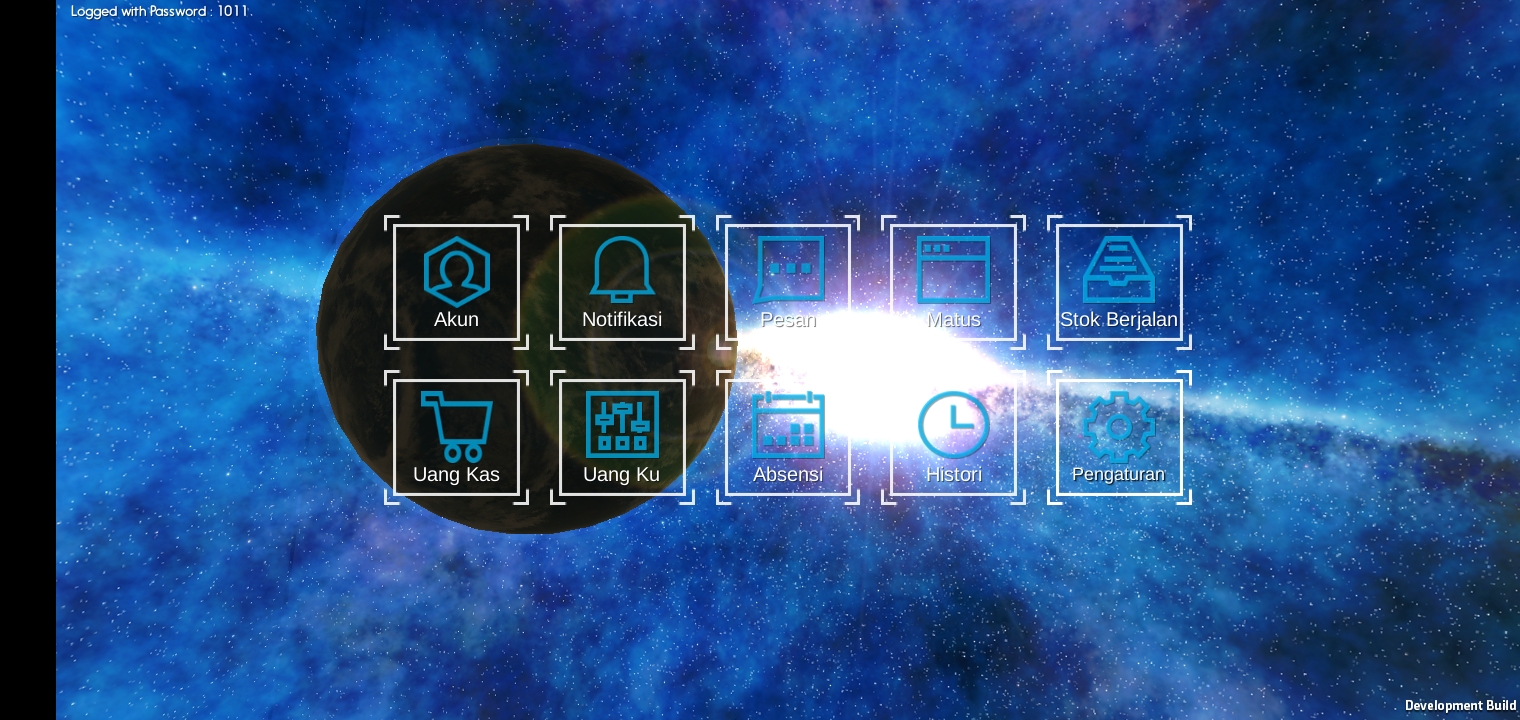 Logged with Password : 1011
Akun
Notifikasi
Pesan
Matus
Stok Berjalan
Uang Kas
Uang Ku
Absensi
Histori
Pengaturan
Development Build